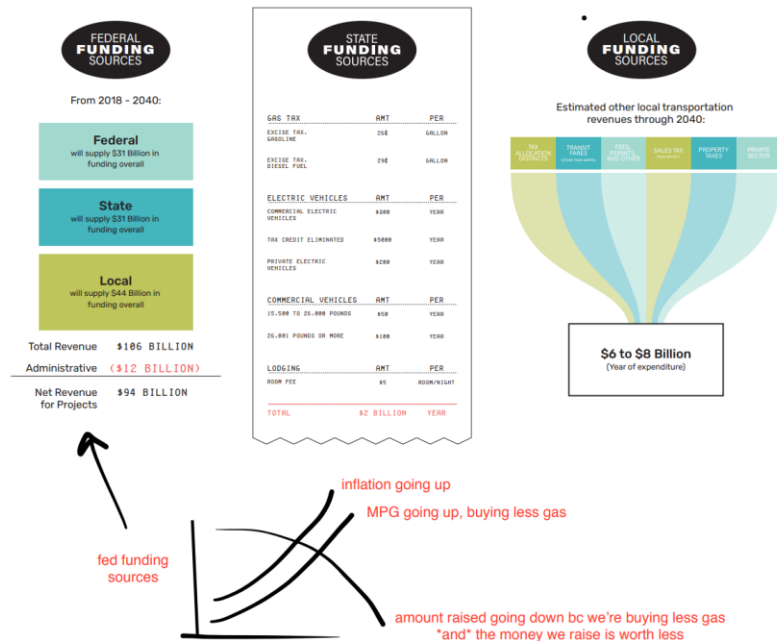 FEDERAL
FUNDING
SOURCES
From 2018 - 2040:
Federal
will supply $31 Billion in
funding overall
State
will supply $31 Billion in
funding overall
Local
will supply $44 Billion in
funding overall
Total Revenue $106 BILLION
Administrative ($12 BILLION)
Net Revenue
for Projects $94 BILLION
STATE
FUNDING
SOURCES
GAS TAX AMT PER
EXCISE TAX,
GASOLINE 26¢ GALLON
EXCISE TAX,
DIESEL FUEL 29¢ GALLON
ELECTRIC VEHICLES AMT PER
COMMERCIAL ELECTRIC
VEHICLES $300 YEAR
TAX CREDIT ELIMINATED $5000 YEAR
PRIVATE ELECTRIC
VEHICLES $200 YEAR
COMMERCIAL VEHICLES AMT PER
15,500 TO 26,000 POUNDS $50 YEAR
26,001 POUNDS OR MORE $100 YEAR
LODGING AMT PER
ROOM FEE $5 ROOM/NIGHT
TOTAL $2 BILLION YEAR
LOCAL
FUNDING
SOURCES
Estimated other local transportation
revenues through 2040:
TAX
ALLOCATION
DISTRICTS
TRANSIT
FARES
FEES,
PERMITS,
AND OTHER
SALES TAX
PROPERTY
TAXES
PRIVATE
SECTOR
$6 to $8 Billion
(Year of expenditure)
inflation going up
MPG going up, buying less gas
fed funding
sources
amount raised going down bc we're buying less gas
*and* the money we raise is worth less